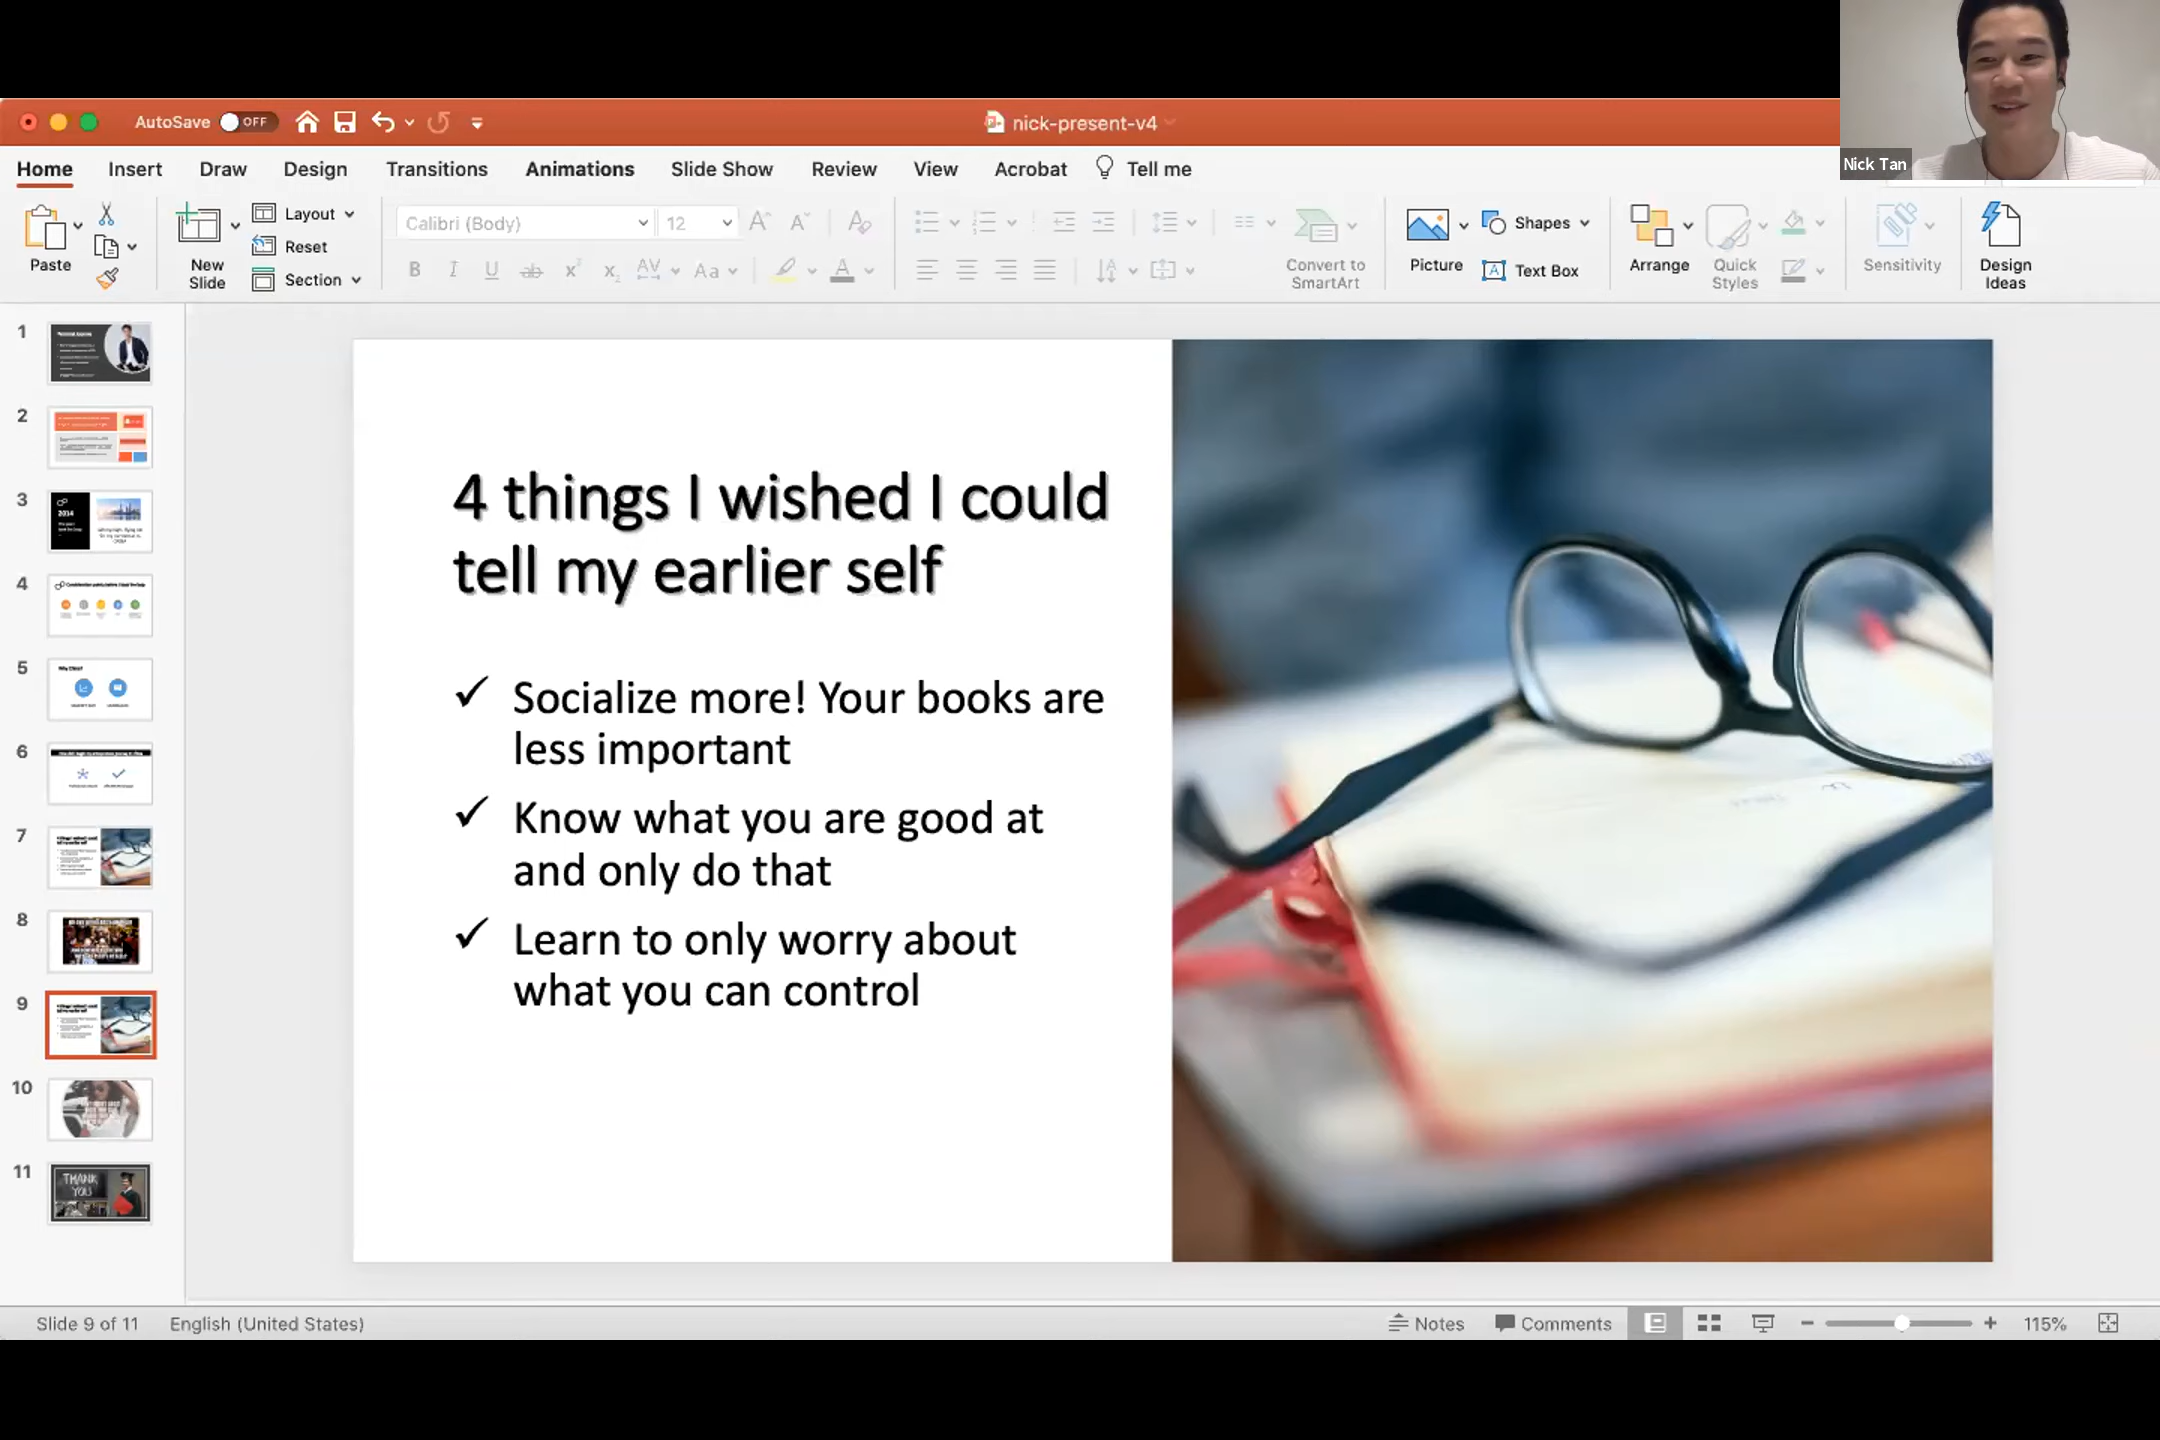 AutoSave OFF
nick-present-v4
Nick Tan
Home Insert Draw Design Transitions Animations Slide Show Review View Acrobat Tell me
Paste
New Slide
Layout
Reset
Section
Calibri (Body) 12
Convert to SmartArt
Picture
Shapes
Text Box
Arrange
Quick Styles
Sensitivity
Design Ideas
1
2
3
2014
4
5
Why China?
6
7
8
9
10
11
THANK YOU
4 things I wished I could
tell my earlier self
✓ Socialize more! Your books are
less important
✓ Know what you are good at
and only do that
✓ Learn to only worry about
what you can control
Slide 9 of 11 English (United States)
Notes Comments 115%